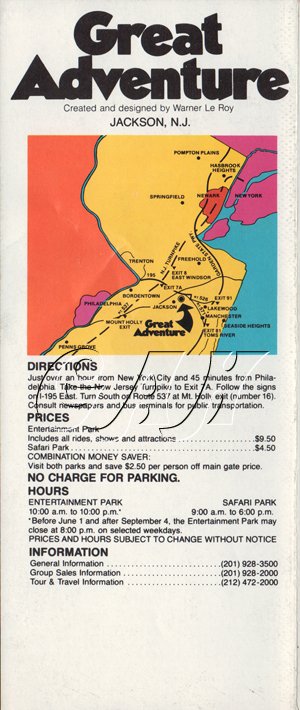 Great
Adventure
Created and designed by Warner Le Roy
JACKSON, N.J.
POMPTON PLAINS
HASBROOK
HEIGHTS
SPRINGFIELD
NEWARK
NEW YORK
N.J. TURNPIKE
GARDEN STATE PKY.
FREEHOLD
TRENTON
195
EXIT 8
EAST WINDSOR
EXIT 7A
BORDENTOWN
526
EXIT 91
JACKSON
LAKEWOOD
PHILADELPHIA
MANCHESTER
MOUNT HOLLY
EXIT
SEASIDE HEIGHTS
Great
Adventure
EXIT 81
TOMS RIVER
PENNS GROVE
DIRECTIONS
Just over an hour from New York City and 45 minutes from Phila-
delphia. Take the New Jersey Turnpike to Exit 7A. Follow the signs
on I-195 East. Turn South on Route 537 at Mt. Holly exit (number 16).
Consult newspapers and bus terminals for public transportation.
PRICES
Entertainment Park
Includes all rides, shows and attractions $9.50
Safari Park $4.50
COMBINATION MONEY SAVER:
Visit both parks and save $2.50 per person off main gate price.
NO CHARGE FOR PARKING.
HOURS
ENTERTAINMENT PARK SAFARI PARK
10:00 a.m. to 10:00 p.m.* 9:00 a.m. to 6:00 p.m.
*Before June 1 and after September 4, the Entertainment Park may
close at 8:00 p.m. on selected weekdays.
PRICES AND HOURS SUBJECT TO CHANGE WITHOUT NOTICE
INFORMATION
General Information (201) 928-3500
Group Sales Information (201) 928-2000
Tour & Travel Information (212) 472-2000